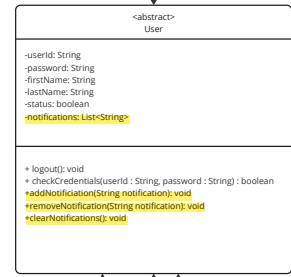 <abstract>
User
-userId: String
-password: String
-firstName: String
-lastName: String
-status: boolean
-notifications: List<String>
+ logout(): void
+ checkCredentials(userId : String, password : String) : boolean
+addNotificiation(String notification): void
+removeNotification(String notification): void
+clearNotifications(): void